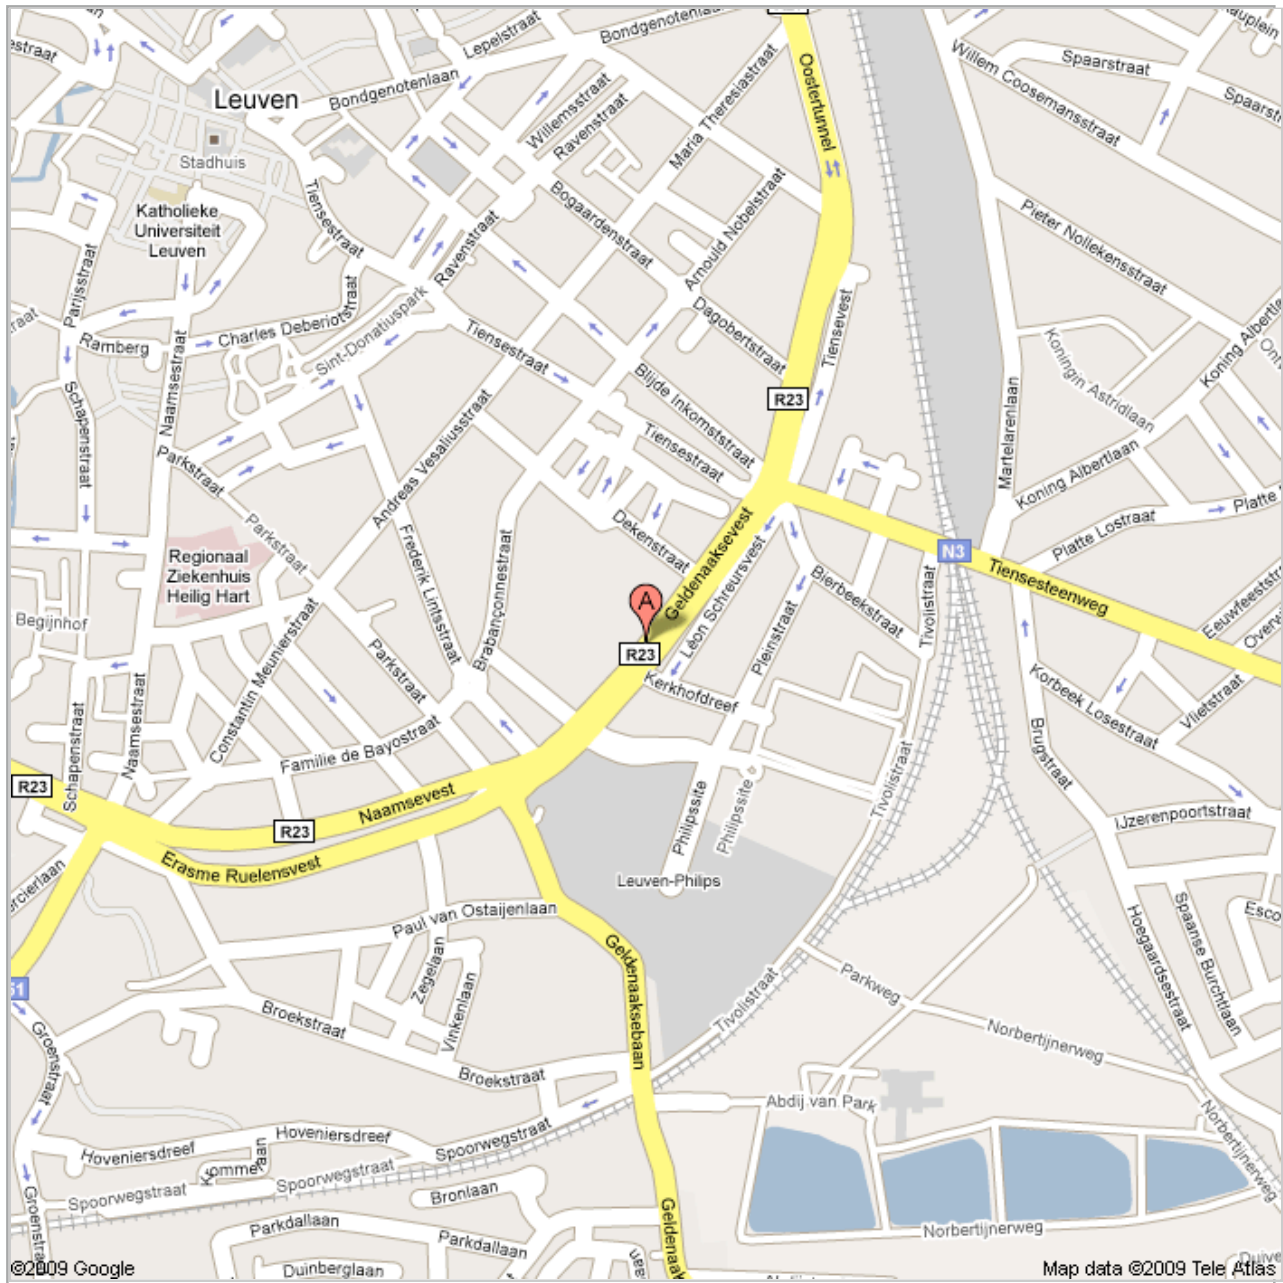 Bondgenotenlaan
Lepelstraat
Oostertunnel
Willem Coosemansstraat
Spaarstraat
Leuven
Bondgenotenlaan
Willemsstraat
Ravenstraat
Maria Theresiastraat
Stadhuis
Katholieke
Universiteit
Leuven
Tiensestraat
Ravenstraat
Bogaardenstraat
Arnould Nobelstraat
Pieter Nollekensstraat
Parijsstraat
Ramberg
Charles Deberiotstraat
Sint-Donatiuspark
Tiensestraat
Dagobertstraat
Tiensevest
Koningin Astridlaan
Schapenstraat
Naamsestraat
Andreas Vesaliusstraat
Blijde Inkomststraat
R23
Martelarenlaan
Koning Albertlaan
Parkstraat
Tiensestraat
Parkstraat
Frederik Lintsstraat
Brabançonnestraat
Dekenstraat
Geldenaaksevest
Platte Lostraat
Platte
Regionaal
Ziekenhuis
Heilig Hart
N3
Tiensesteenweg
Leon Schreursvest
Bierbeekstraat
Tivolistraat
Begijnhof
A
R23
Pleinstraat
Kerkhofdreef
Constantin Meunierstraat
Parkstraat
Korbeek Losestraat
Vlietstraat
Naamsestraat
Schapenstraat
Familie de Bayostraat
Brugstraat
R23
Naamsevest
R23
Philipssite
Philipssite
Tivolistraat
IJzerenpoortstraat
Erasme Ruelensvest
Leuven-Philips
Paul van Ostaijenlaan
Zegelaan
Vinkenlaan
Geldenaaksebaan
Hoegaardsestraat
Spaanse Burchtlaan
Parkweg
Tivolistraat
Norbertijnerweg
Broekstraat
Groenstraat
Broekstraat
Abdij van Park
Hoveniersdreef
Hoveniersdreef
Spoorwegstraat
Spoorwegstraat
Spoorwegstraat
Norbertijnerweg
Bronlaan
Groenstraat
Parkdallaan
Parkdallaan
Norbertijnerweg
Duinberglaan
©2009 Google
Map data ©2009 Tele Atlas